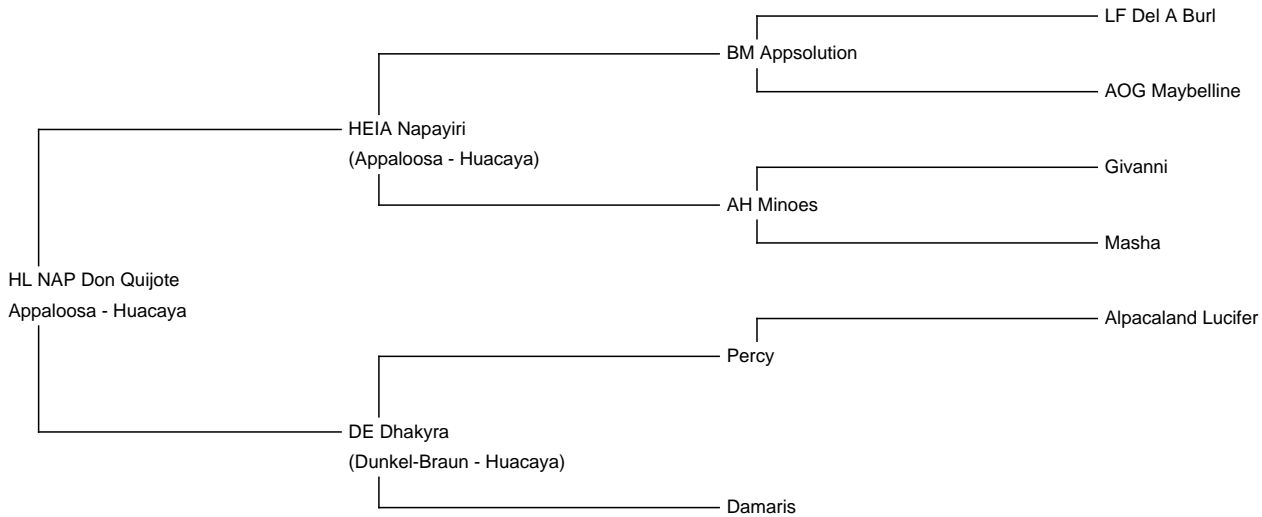 LF Del A Burl
BM Appsolution
AOG Maybelline
HEIA Napayiri
(Appaloosa - Huacaya)
Givanni
AH Minoes
Masha
HL NAP Don Quijote
Appaloosa - Huacaya
Alpacaland Lucifer
Percy
DE Dhakyra
(Dunkel-Braun - Huacaya)
Damaris